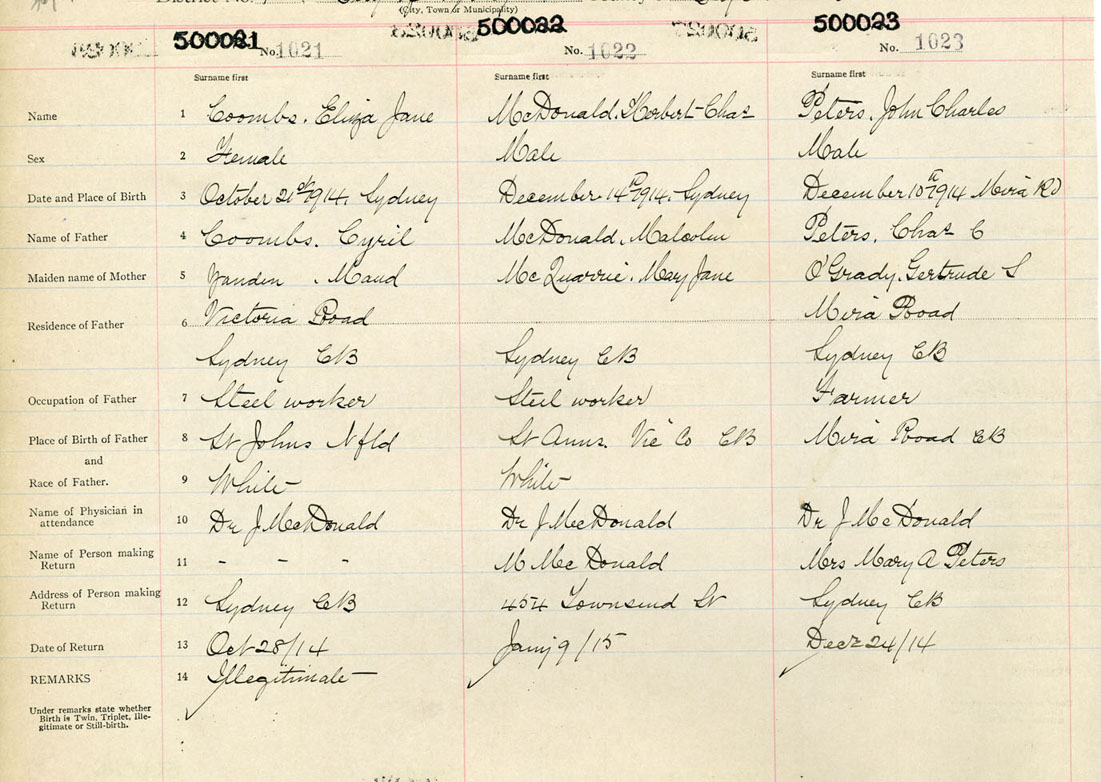 District No.
(City, Town or Municipality)
500021 No. 1021 500022 No. 1022 500023 No. 1023
Surname first Surname first Surname first
Name 1 Coombs, Eliza Jane McDonald, Herbert Chas Peters, John Charles
Sex 2 Female Male Male
Date and Place of Birth 3 October 21st 1914, Sydney December 14th 1914, Sydney December 10th 1914 Mira Rd
Name of Father 4 Coombs, Cyril McDonald, Malcolm Peters, Chas C
Maiden name of Mother 5 Maud McQuarrie, Mary Jane O'Grady, Gertrude S
Residence of Father 6 Victoria Road Mira Road
Sydney CB Sydney CB Sydney CB
Occupation of Father 7 Steel worker Steel worker Farmer
Place of Birth of Father 8 St Johns Nfld St Anns. Vic Co CB Mira Road CB
and
Race of Father. 9 White White
Name of Physician in attendance 10 Dr J McDonald Dr J McDonald Dr J McDonald
Name of Person making Return 11 - - - M McDonald Mrs Mary A Peters
Address of Person making Return 12 Sydney CB 454 Townsend St Sydney CB
Date of Return 13 Oct 28/14 Jany 9/15 Decr 24/14
REMARKS 14 Illegitimate
Under remarks state whether
Birth is Twin, Triplet, Ille-
gitimate or Still-birth.